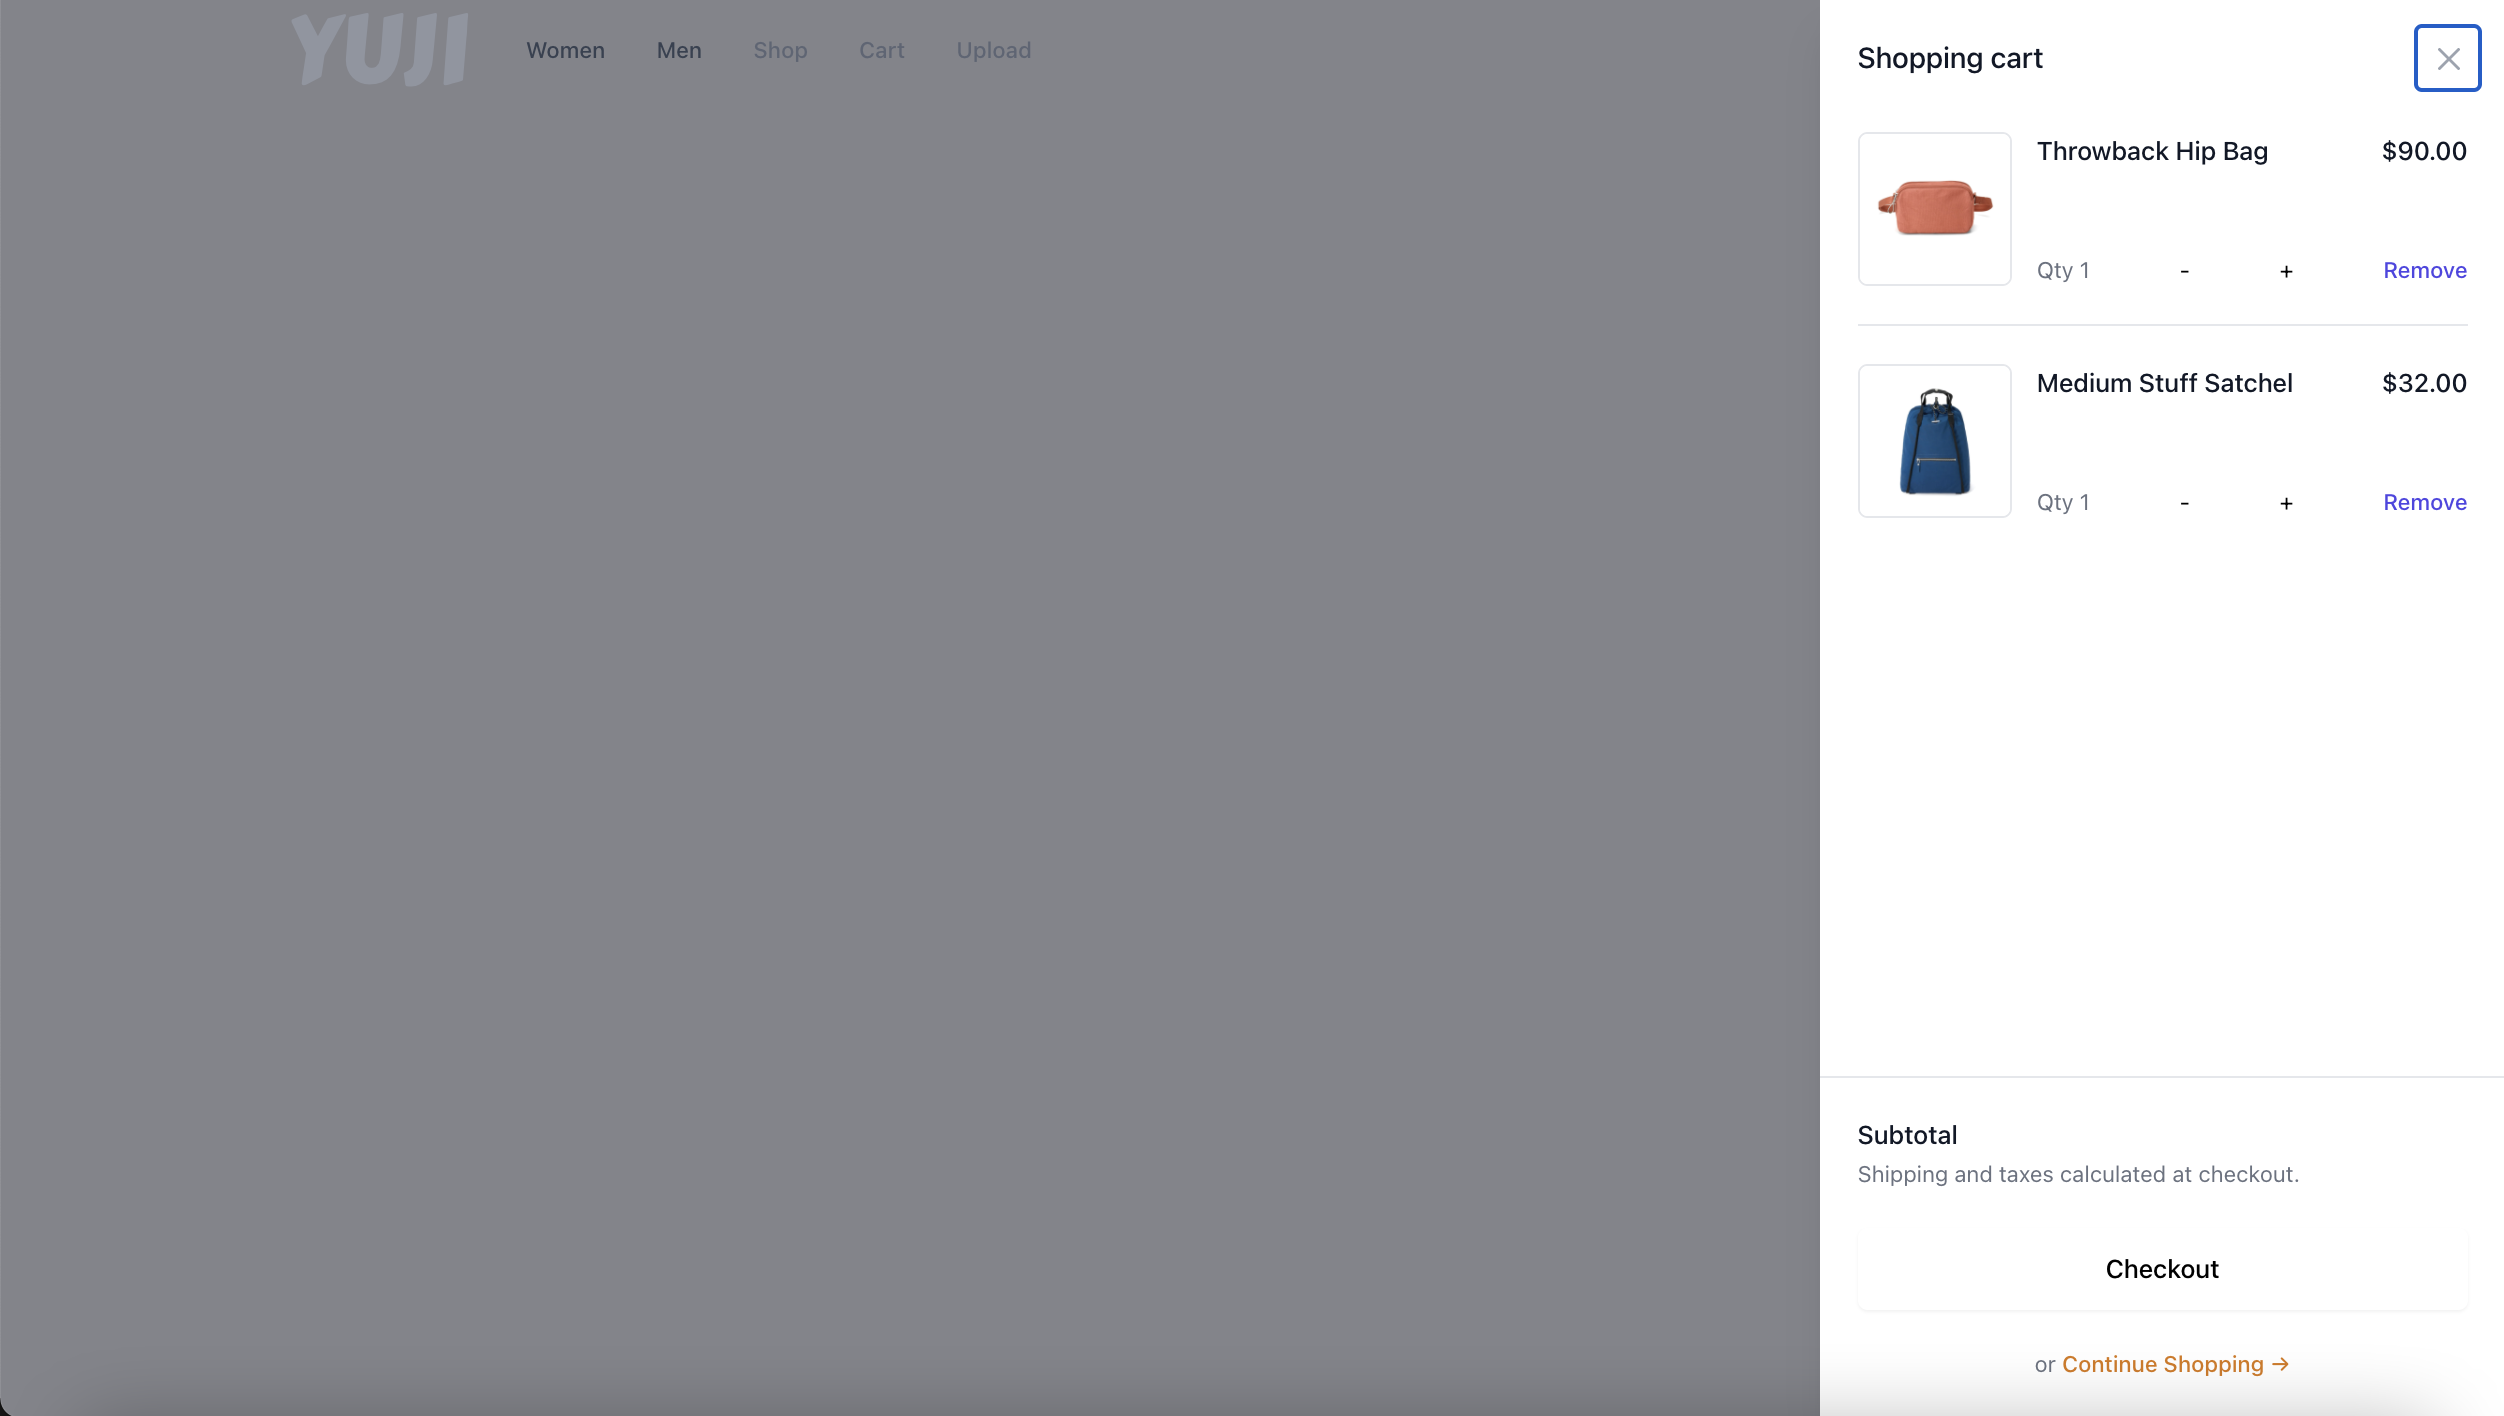 YUJI
Women Men Shop Cart Upload
Shopping cart
Throwback Hip Bag $90.00
Qty 1 - + Remove
Medium Stuff Satchel $32.00
Qty 1 - + Remove
Subtotal
Shipping and taxes calculated at checkout.
Checkout
or Continue Shopping →